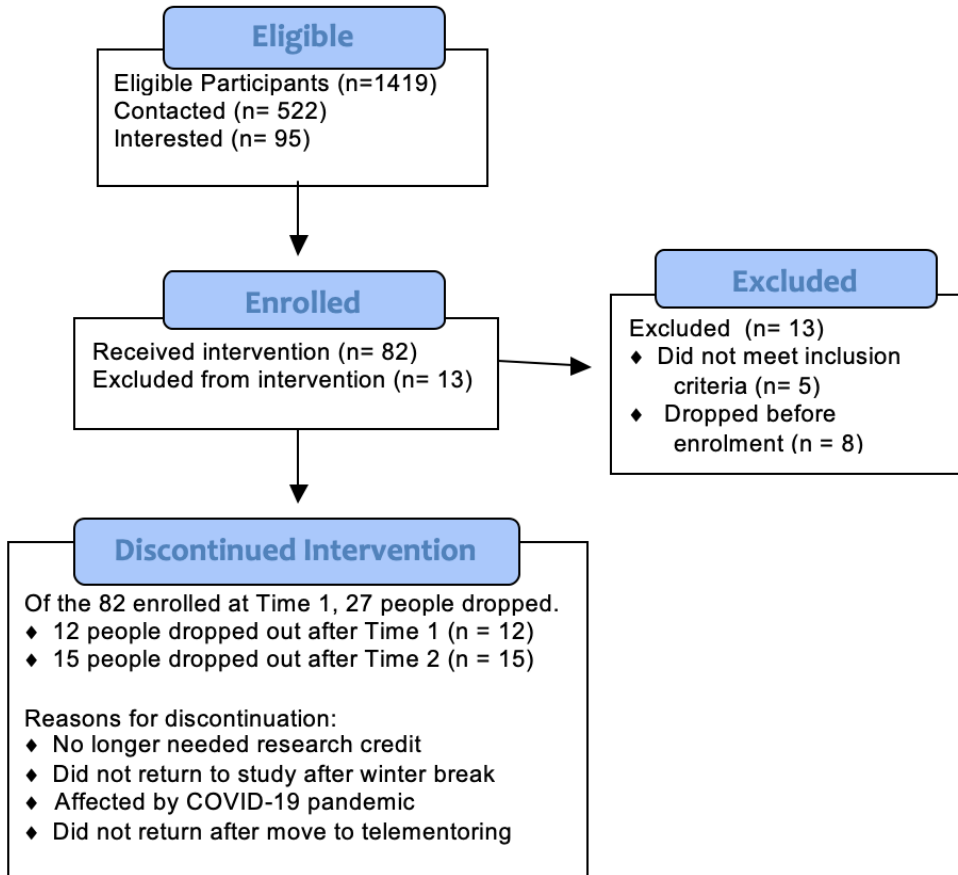 Eligible
Eligible Participants (n=1419)
Contacted (n= 522)
Interested (n= 95)
Enrolled
Received intervention (n= 82)
Excluded from intervention (n= 13)
Excluded
Excluded (n= 13)
♦ Did not meet inclusion
criteria (n= 5)
♦ Dropped before
enrolment (n = 8)
Discontinued Intervention
Of the 82 enrolled at Time 1, 27 people dropped.
♦ 12 people dropped out after Time 1 (n = 12)
♦ 15 people dropped out after Time 2 (n = 15)
Reasons for discontinuation:
♦ No longer needed research credit
♦ Did not return to study after winter break
♦ Affected by COVID-19 pandemic
♦ Did not return after move to telementoring